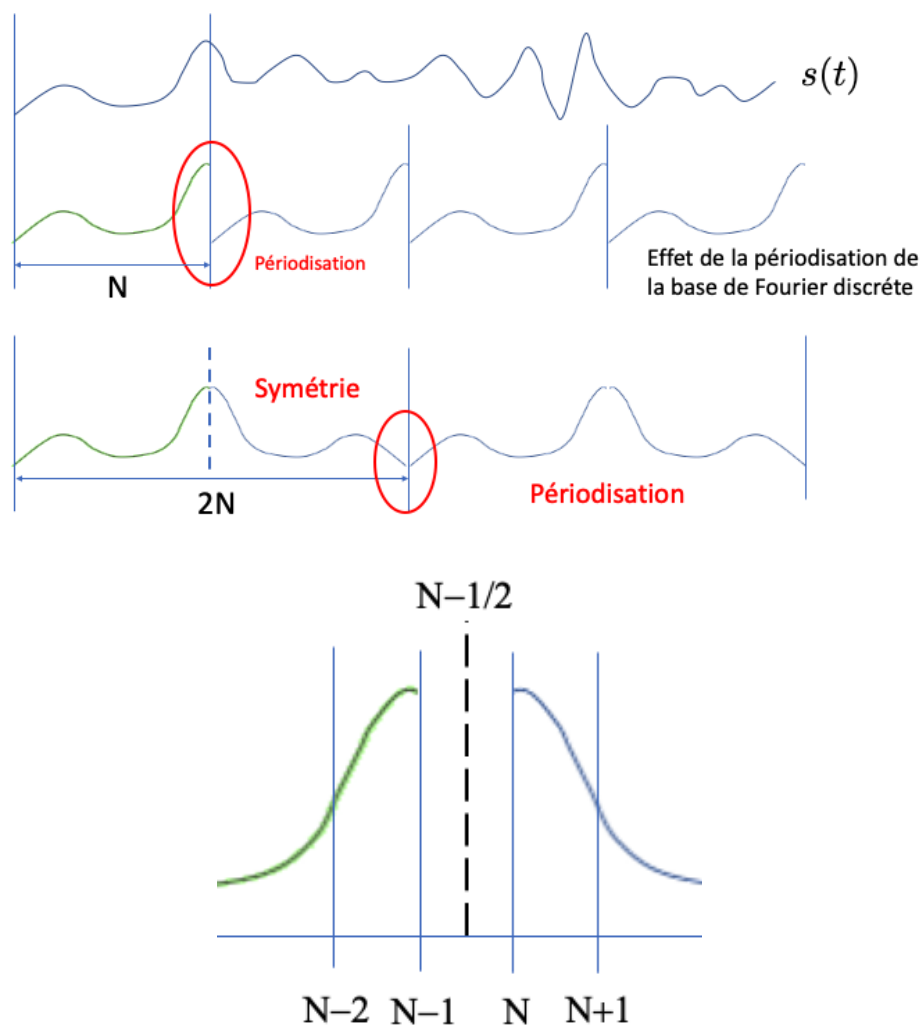 s(t)
Périodisation
N
Effet de la périodisation de
la base de Fourier discréte
Symétrie
2N
Périodisation
N–1/2
N–2 N–1 N N+1